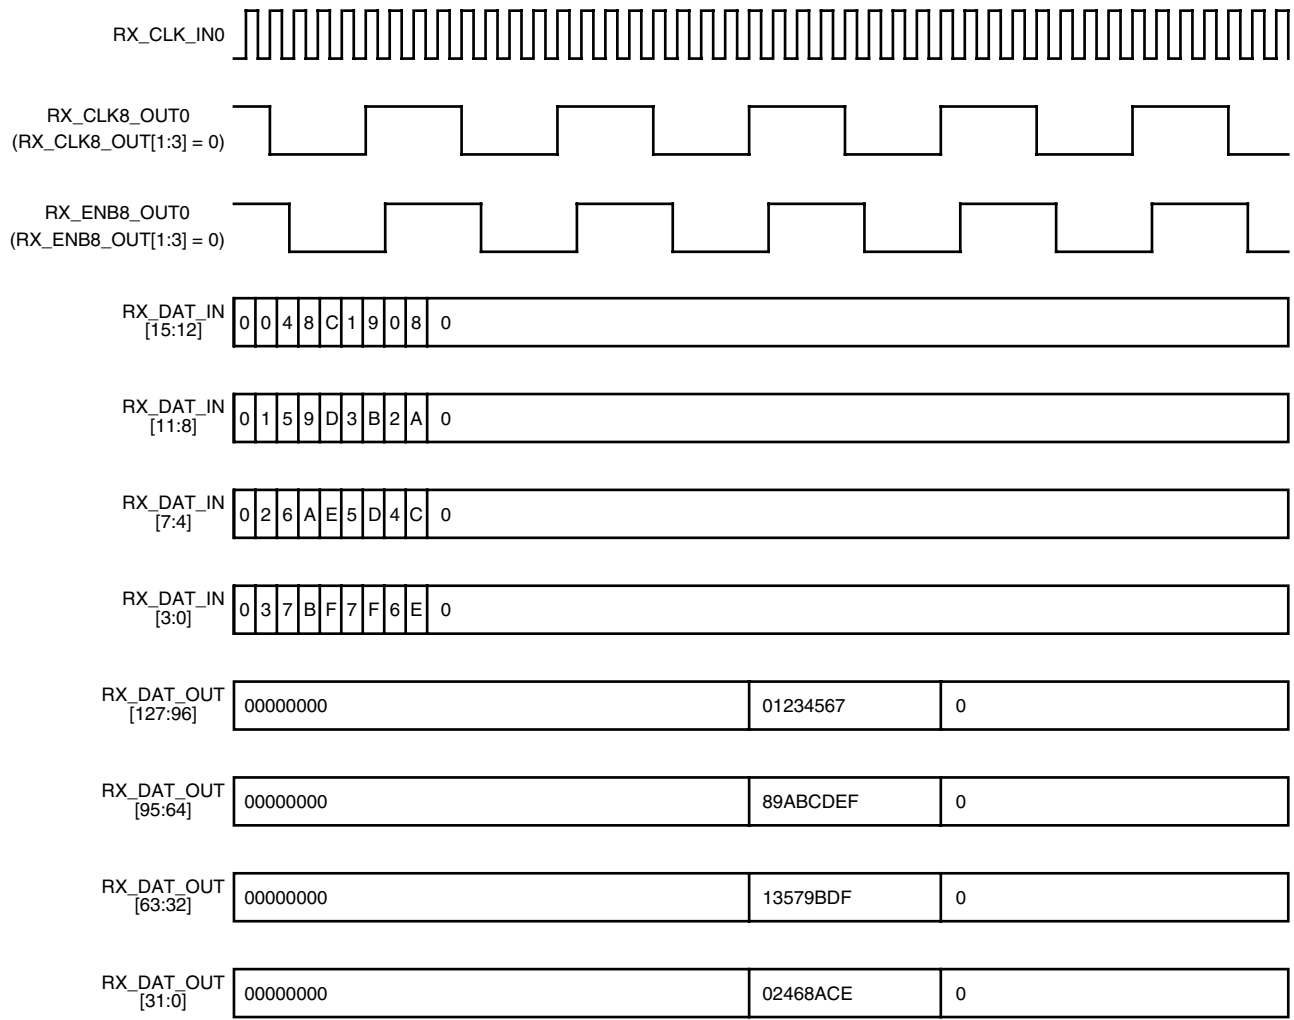 RX_CLK_IN0
RX_CLK8_OUT0
(RX_CLK8_OUT[1:3] = 0)
RX_ENB8_OUT0
(RX_ENB8_OUT[1:3] = 0)
RX_DAT_IN
[15:12]
0 0 4 8 C 1 9 0 8 0
RX_DAT_IN
[11:8]
0 1 5 9 D 3 B 2 A 0
RX_DAT_IN
[7:4]
0 2 6 A E 5 D 4 C 0
RX_DAT_IN
[3:0]
0 3 7 B F 7 F 6 E 0
RX_DAT_OUT
[127:96]
00000000 01234567 0
RX_DAT_OUT
[95:64]
00000000 89ABCDEF 0
RX_DAT_OUT
[63:32]
00000000 13579BDF 0
RX_DAT_OUT
[31:0]
00000000 02468ACE 0